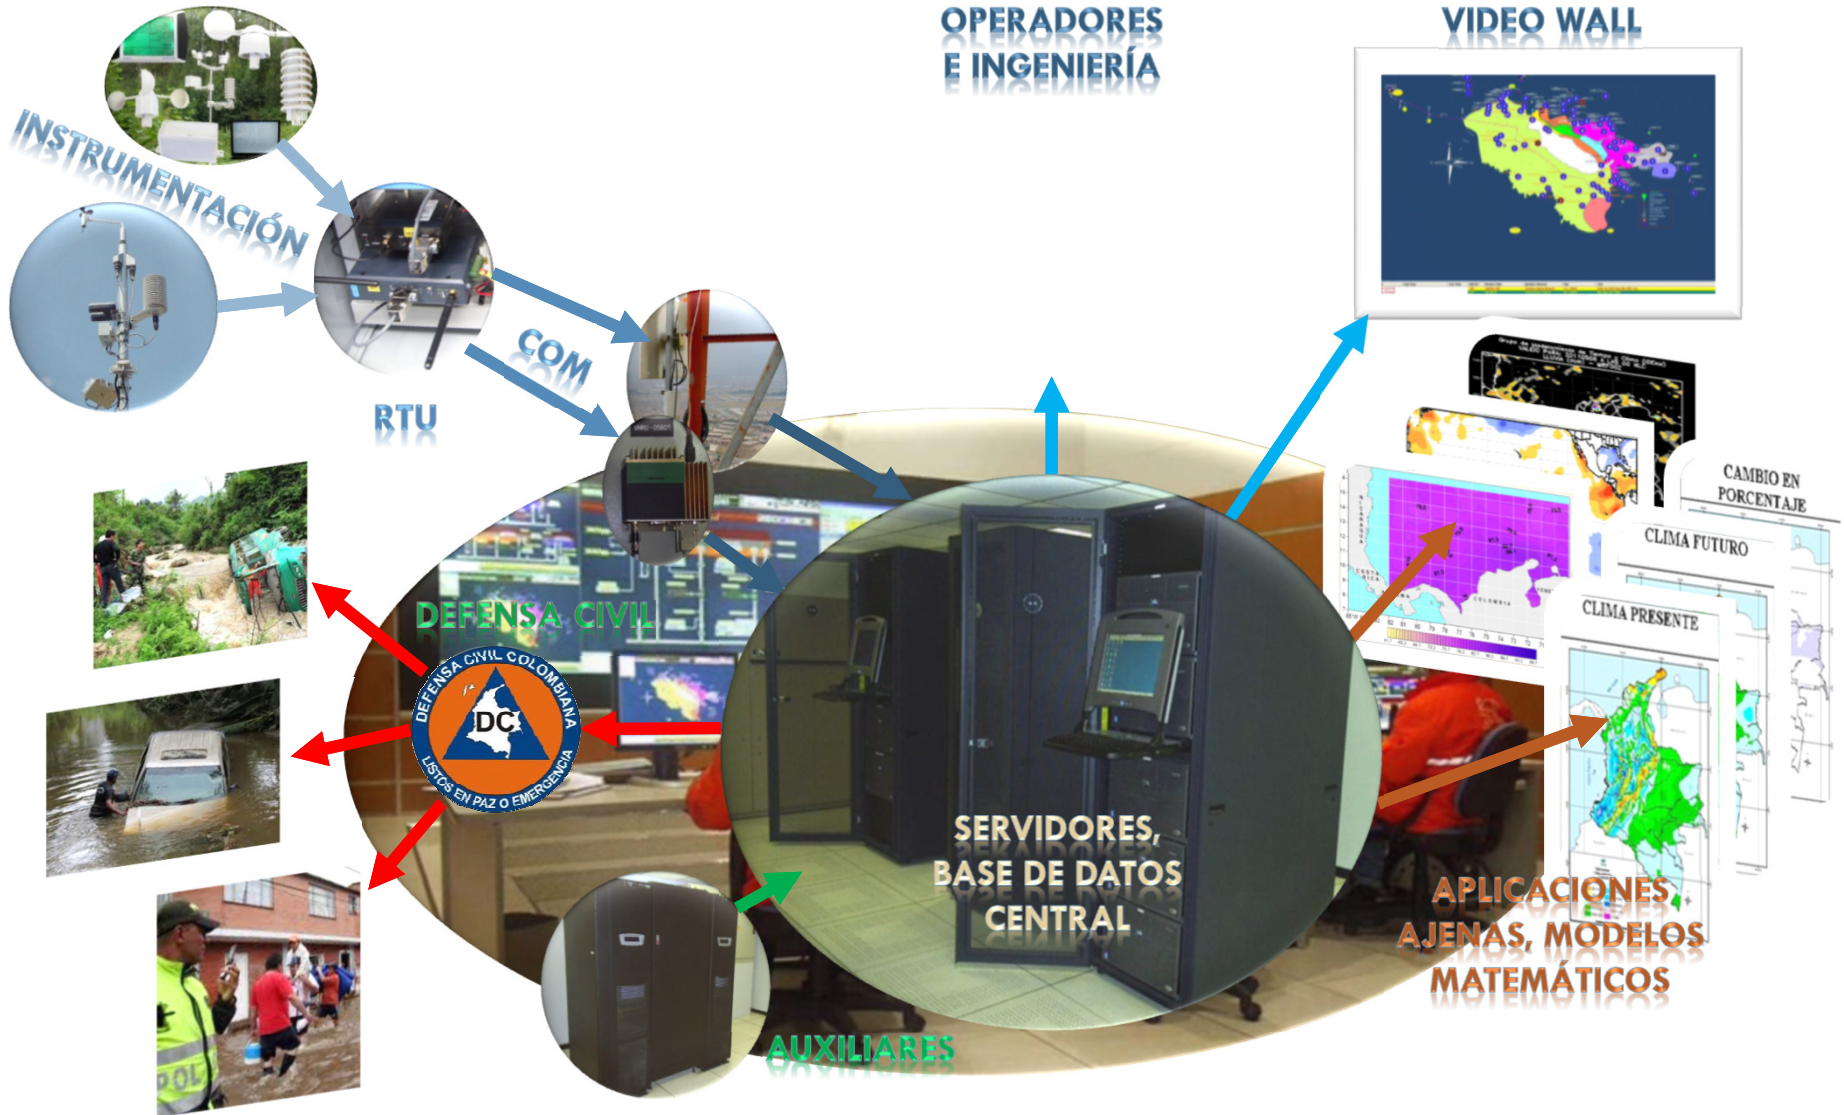 OPERADORES
E INGENIERÍA
VIDEO WALL
INSTRUMENTACIÓN
COM
RTU
CAMBIO EN
PORCENTAJE
CLIMA FUTURO
CLIMA PRESENTE
DEFENSA CIVIL
DEFENSA CIVIL COLOMBIANA
DC
LISTOS EN PAZ O EMERGENCIA
SERVIDORES,
BASE DE DATOS
CENTRAL
APLICACIONES
AJENAS, MODELOS
MATEMÁTICOS
AUXILIARES
POL